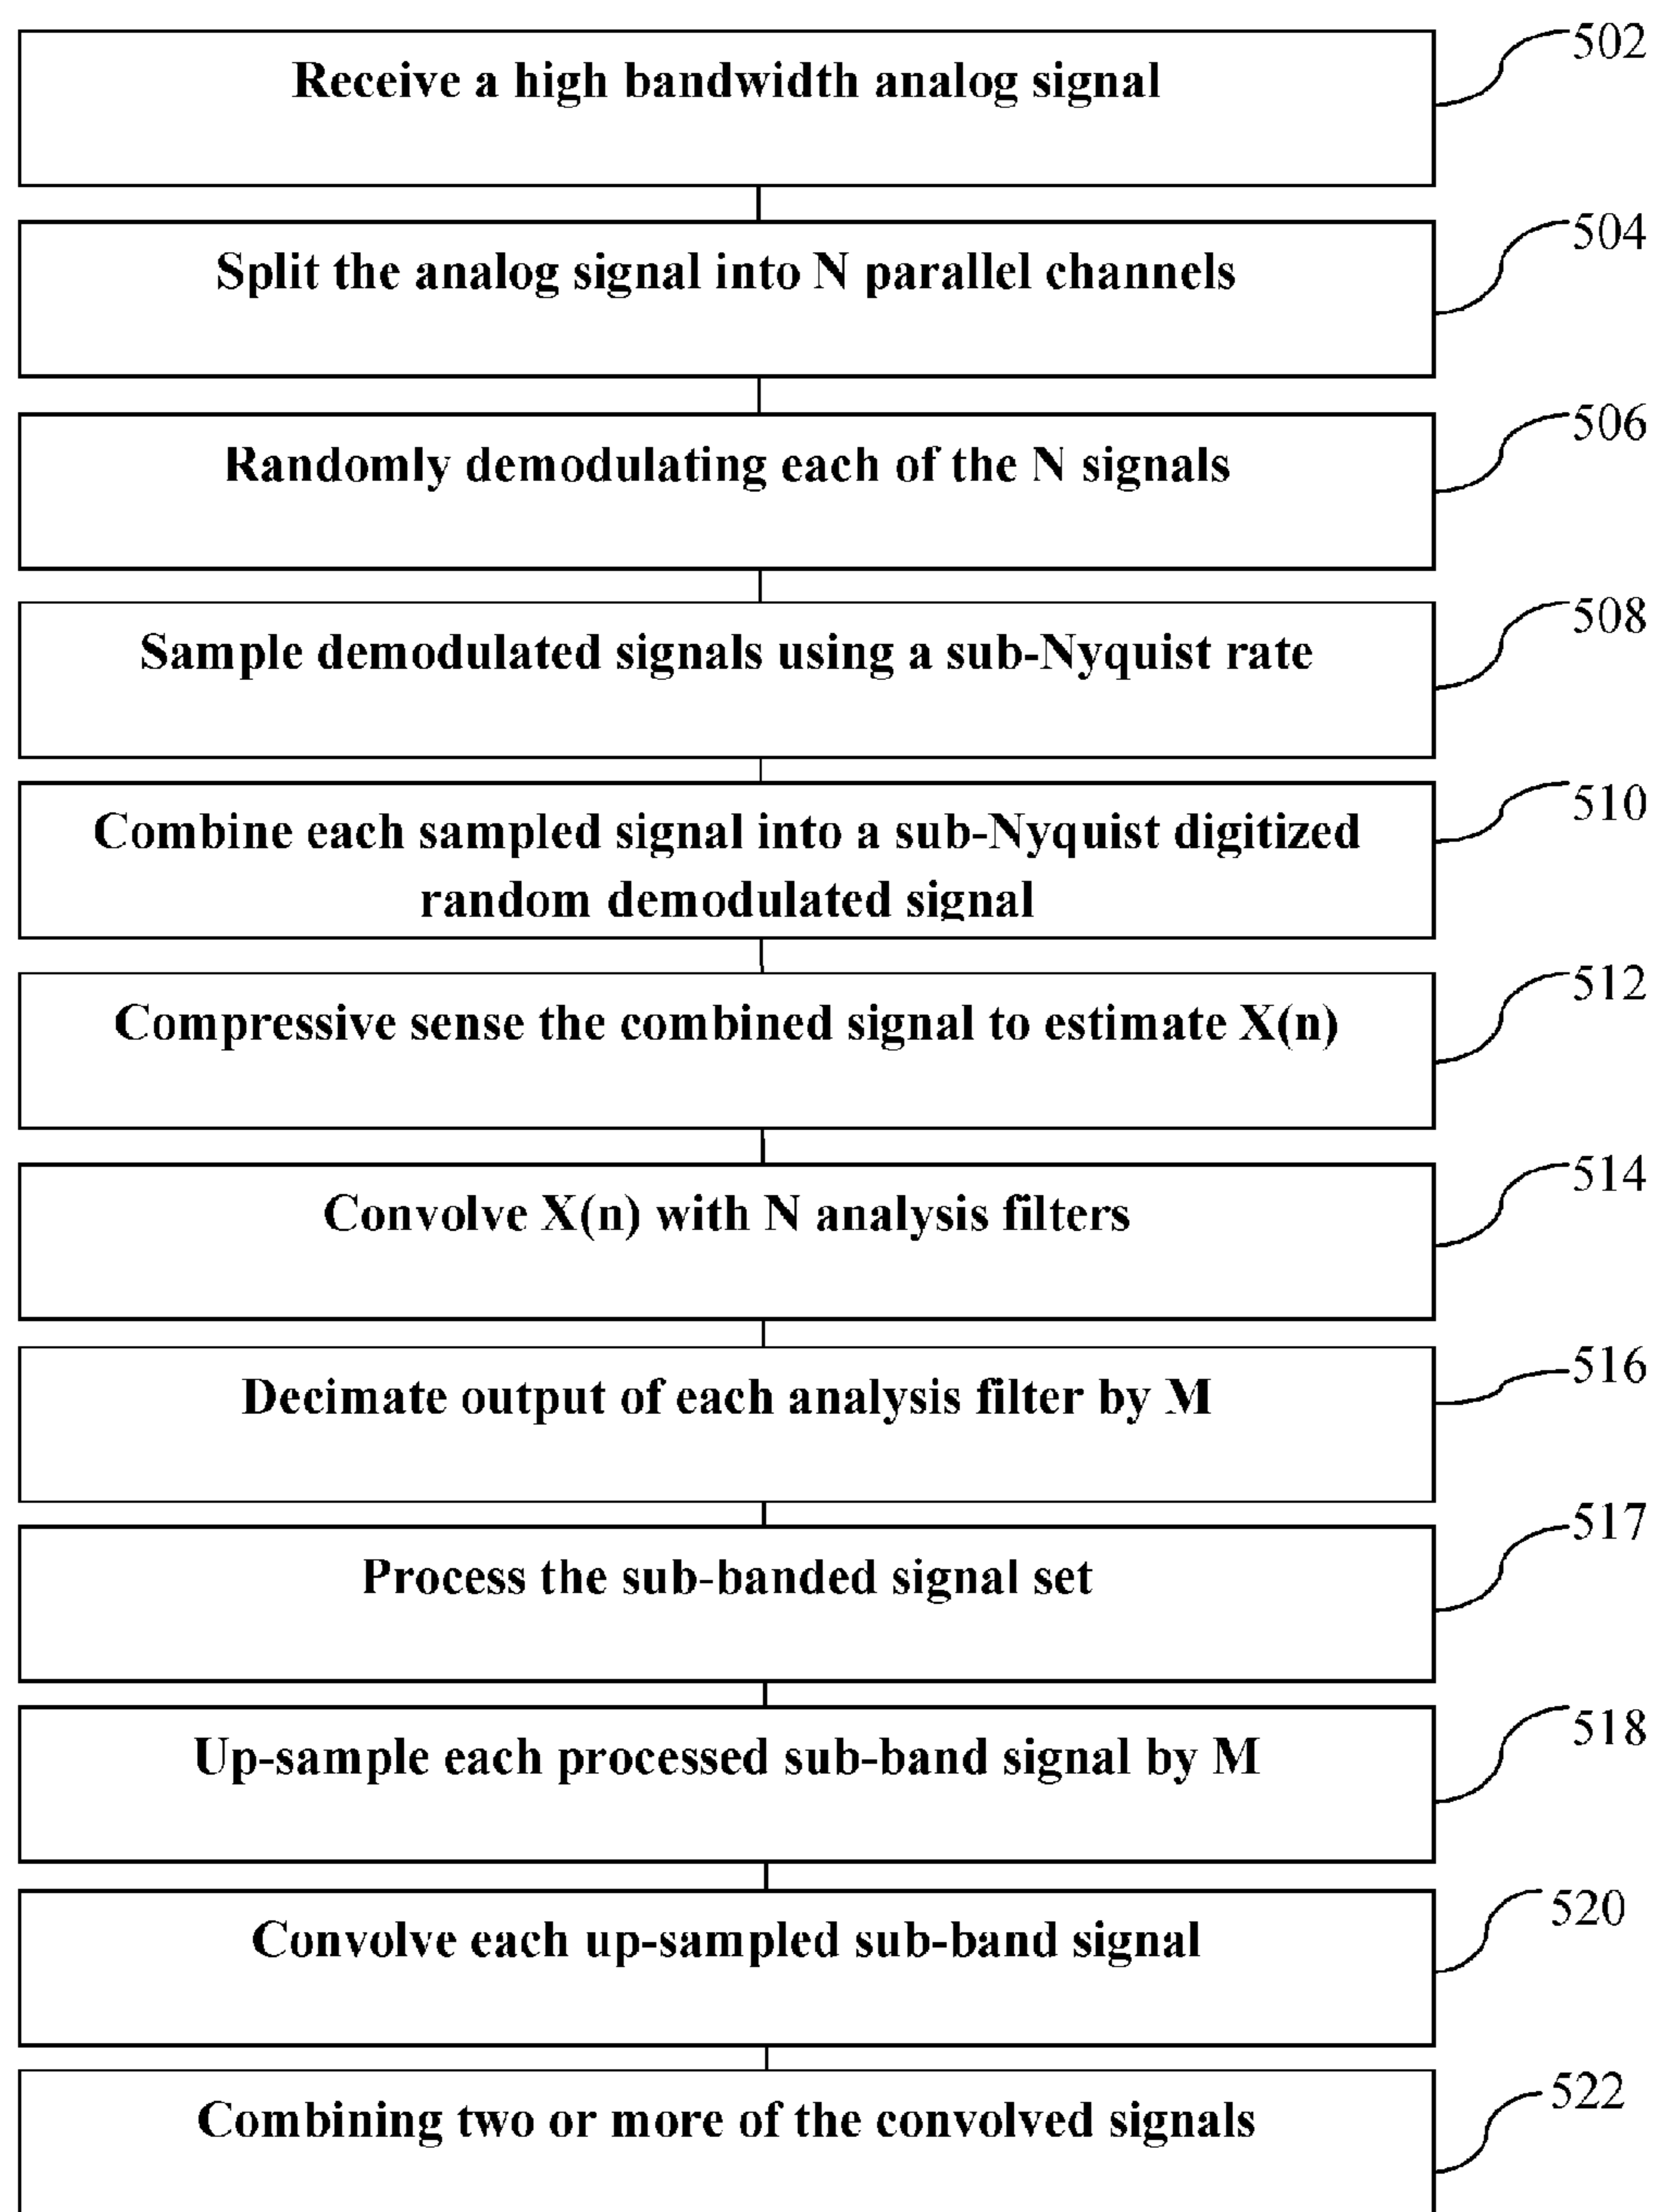 502
Receive a high bandwidth analog signal
504
Split the analog signal into N parallel channels
506
Randomly demodulating each of the N signals
508
Sample demodulated signals using a sub-Nyquist rate
510
Combine each sampled signal into a sub-Nyquist digitized
random demodulated signal
512
Compressive sense the combined signal to estimate X(n)
514
Convolve X(n) with N analysis filters
516
Decimate output of each analysis filter by M
517
Process the sub-banded signal set
518
Up-sample each processed sub-band signal by M
520
Convolve each up-sampled sub-band signal
522
Combining two or more of the convolved signals